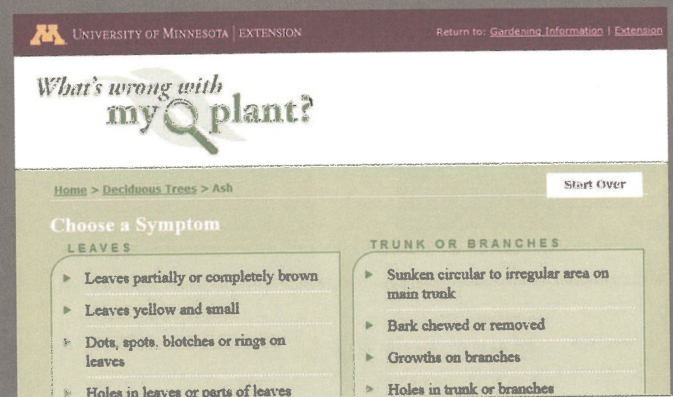 UNIVERSITY OF MINNESOTA | EXTENSION
Return to: Gardening Information | Extension
What's wrong with
my plant?
Home > Deciduous Trees > Ash
Start Over
Choose a Symptom
LEAVES
Leaves partially or completely brown
Leaves yellow and small
Dots, spots, blotches or rings on
leaves
Holes in leaves or parts of leaves
TRUNK OR BRANCHES
Sunken circular to irregular area on
main trunk
Bark chewed or removed
Growths on branches
Holes in trunk or branches